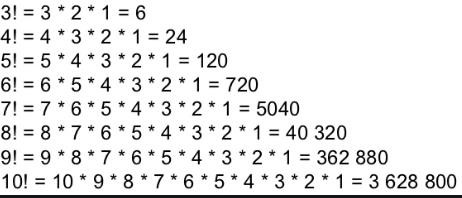 3! = 3 * 2 * 1 = 6
4! = 4 * 3 * 2 * 1 = 24
5! = 5 * 4 * 3 * 2 * 1 = 120
6! = 6 * 5 * 4 * 3 * 2 * 1 = 720
7! = 7 * 6 * 5 * 4 * 3 * 2 * 1 = 5040
8! = 8 * 7 * 6 * 5 * 4 * 3 * 2 * 1 = 40 320
9! = 9 * 8 * 7 * 6 * 5 * 4 * 3 * 2 * 1 = 362 880
10! = 10 * 9 * 8 * 7 * 6 * 5 * 4 * 3 * 2 * 1 = 3 628 800